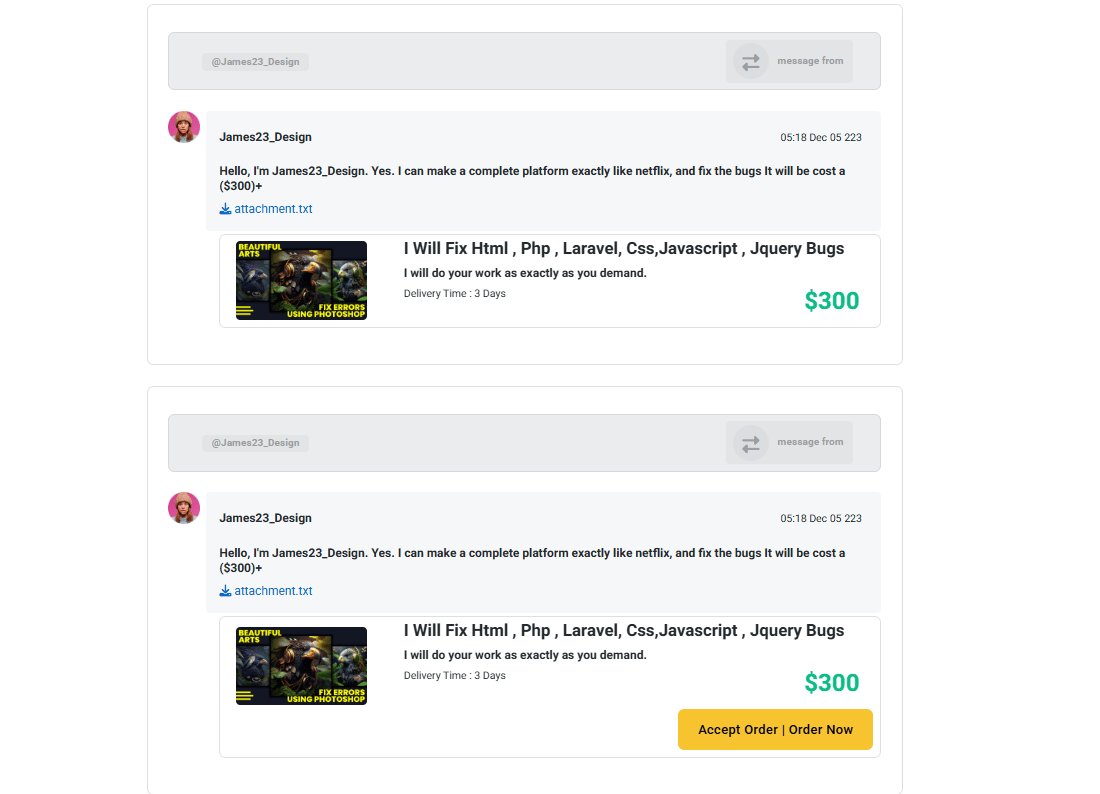 @James23_Design
message from
James23_Design
05:18 Dec 05 223
Hello, I'm James23_Design. Yes. I can make a complete platform exactly like netflix, and fix the bugs It will be cost a
($300)+
attachment.txt
BEAUTIFUL
ARTS
FIX ERRORS
USING PHOTOSHOP
I Will Fix Html , Php , Laravel, Css,Javascript , Jquery Bugs
I will do your work as exactly as you demand.
Delivery Time : 3 Days
$300
@James23_Design
message from
James23_Design
05:18 Dec 05 223
Hello, I'm James23_Design. Yes. I can make a complete platform exactly like netflix, and fix the bugs It will be cost a
($300)+
attachment.txt
BEAUTIFUL
ARTS
FIX ERRORS
USING PHOTOSHOP
I Will Fix Html , Php , Laravel, Css,Javascript , Jquery Bugs
I will do your work as exactly as you demand.
Delivery Time : 3 Days
$300
Accept Order | Order Now